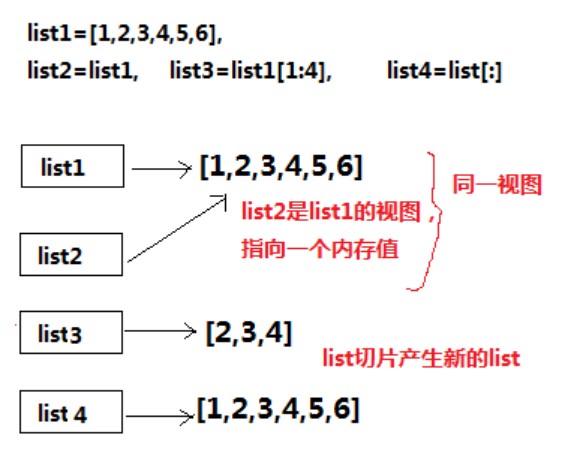 list1=[1,2,3,4,5,6],
list2=list1, list3=list1[1:4], list4=list[:]
list1
[1,2,3,4,5,6]
同一视图
list2是list1的视图，
指向一个内存值
list2
list3
[2,3,4]
list切片产生新的list
list 4
[1,2,3,4,5,6]